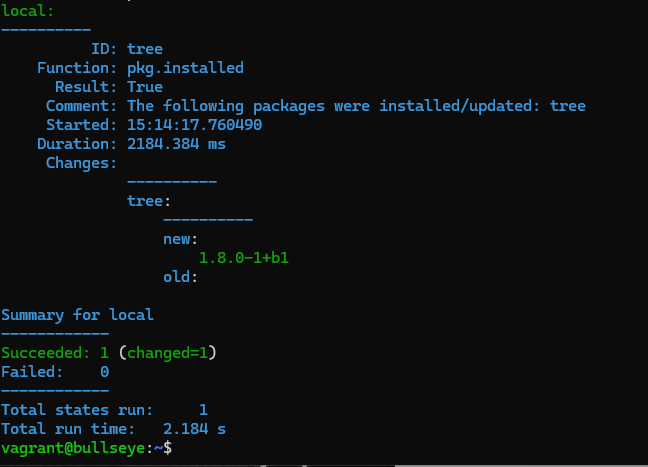 local:
----------
          ID: tree
    Function: pkg.installed
      Result: True
     Comment: The following packages were installed/updated: tree
     Started: 15:14:17.760490
    Duration: 2184.384 ms
     Changes:
              ----------
              tree:
                  ----------
                  new:
                      1.8.0-1+b1
                  old:

Summary for local
------------
Succeeded: 1 (changed=1)
Failed:    0
------------
Total states run:     1
Total run time:   2.184 s
vagrant@bullseye:~$